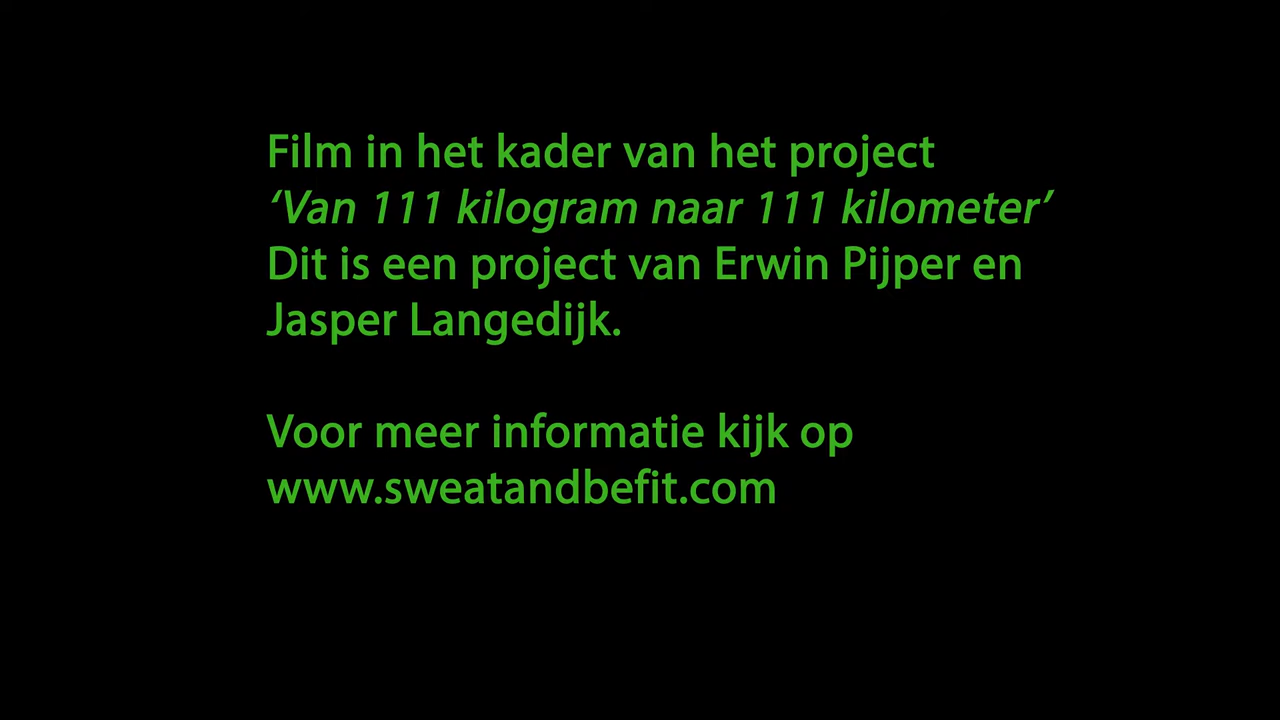 Film in het kader van het project
‘Van 111 kilogram naar 111 kilometer’
Dit is een project van Erwin Pijper en
Jasper Langedijk.
Voor meer informatie kijk op
www.sweatandbefit.com